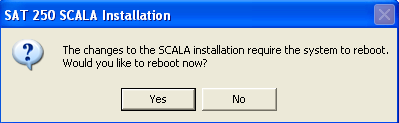 SAT 250 SCALA Installation
The changes to the SCALA installation require the system to reboot.
Would you like to reboot now?
Yes
No